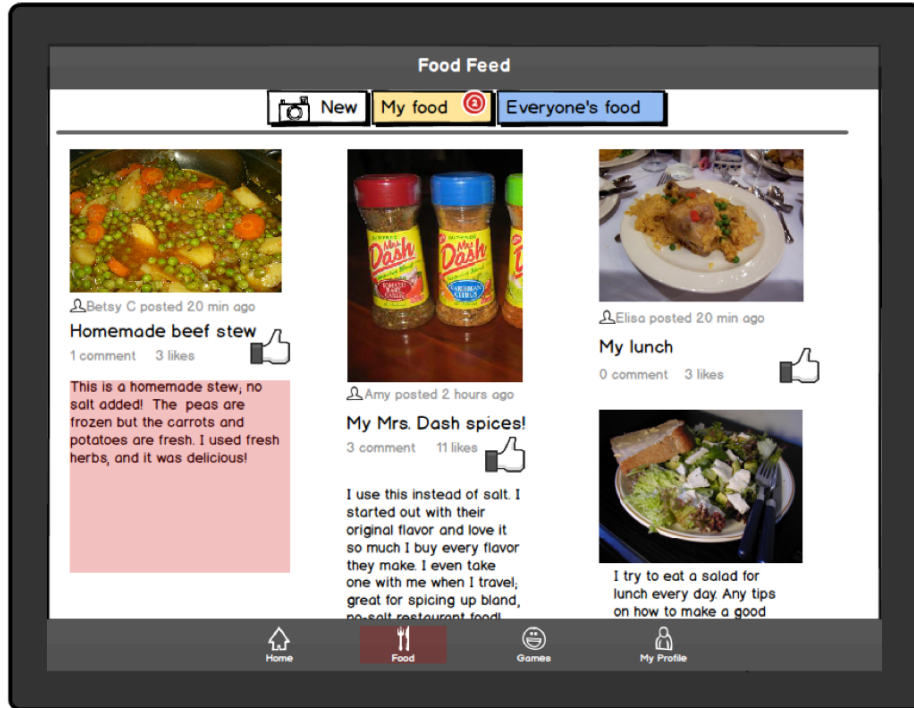 Food Feed
New
My food
2
Everyone's food
Betsy C posted 20 min ago
Homemade beef stew
1 comment 3 likes
This is a homemade stew, no
salt added! The peas are
frozen but the carrots and
potatoes are fresh. I used fresh
herbs, and it was delicious!
Mrs.
Dash
Mrs.
Dash
CARIBBEAN
CITRUS
Amy posted 2 hours ago
My Mrs. Dash spices!
3 comment 11 likes
I use this instead of salt. I
started out with their
original flavor and love it
so much I buy every flavor
they make. I even take
one with me when I travel;
great for spicing up bland,
no-salt restaurant food!
Elisa posted 20 min ago
My lunch
0 comment 3 likes
I try to eat a salad for
lunch every day. Any tips
on how to make a good
Home
Food
Games
My Profile